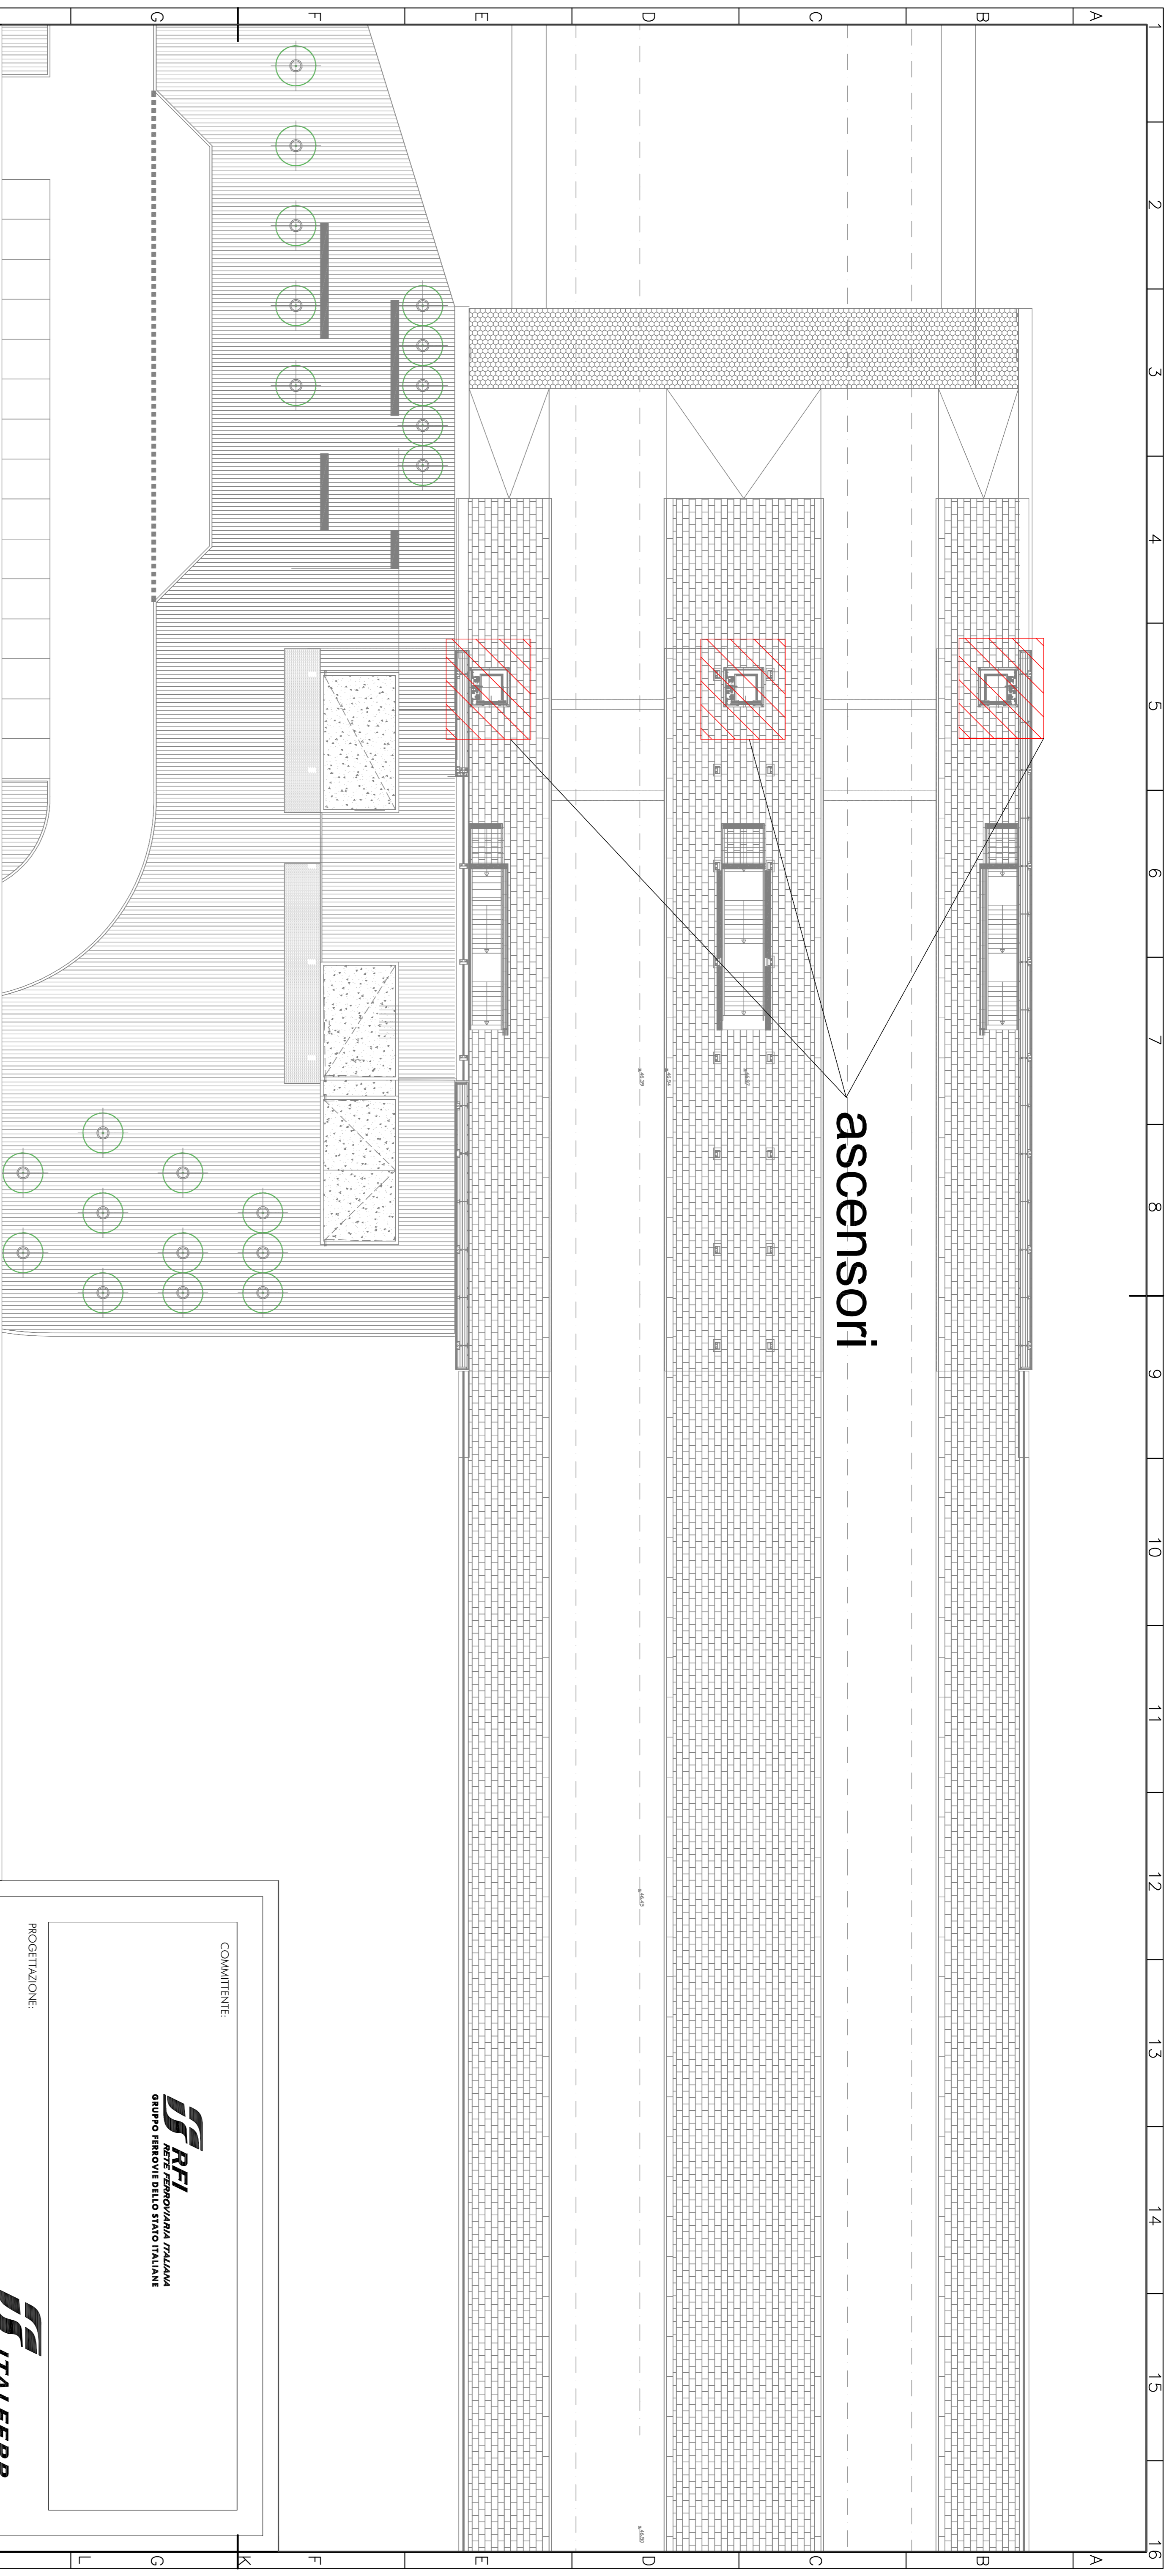 1 2 3 4 5 6 7 8 9 10 11 12 13 14 15 16
A
B
C
D
E
F
G
A
B
C
D
E
F
K
G
L
ascensori
COMMITTENTE:
RFI
RETE FERROVIARIA ITALIANA
GRUPPO FERROVIE DELLO STATO ITALIANE
PROGETTAZIONE:
ITALFERR